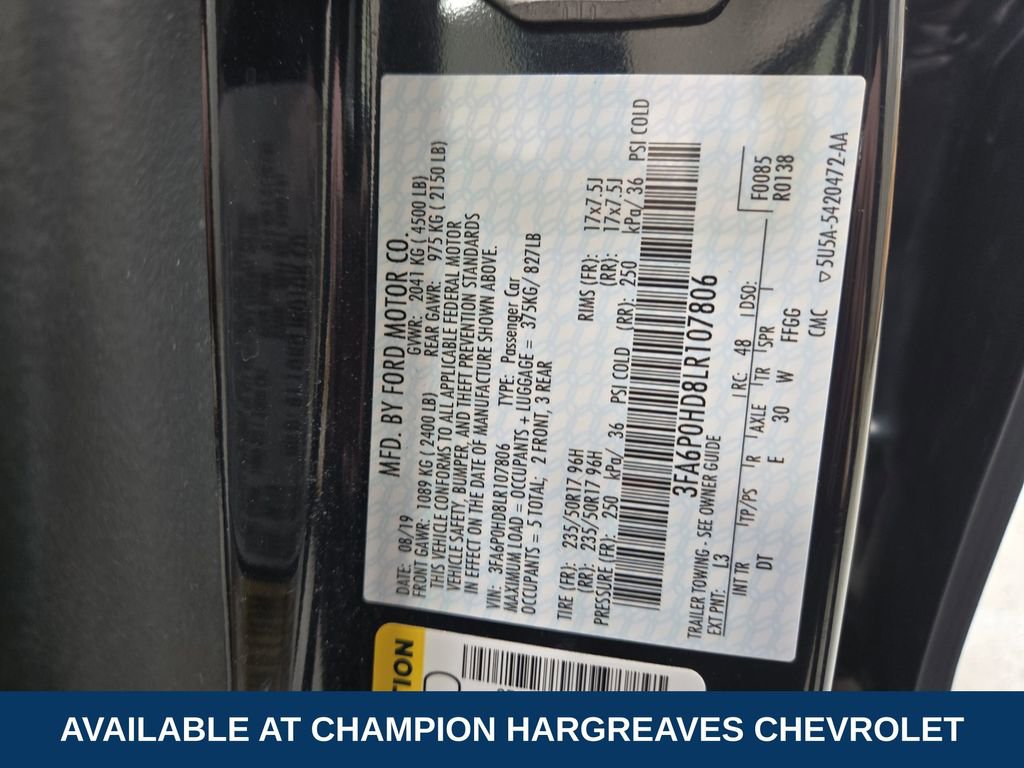 MFD. BY FORD MOTOR CO.
DATE: 08/19 GVWR: 2041 KG ( 4500 LB)
FRONT GAWR: 1089 KG (2400 LB) REAR GAWR: 975 KG ( 2150 LB)
THIS VEHICLE CONFORMS TO ALL APPLICABLE FEDERAL MOTOR
VEHICLE SAFETY, BUMPER, AND THEFT PREVENTION STANDARDS
IN EFFECT ON THE DATE OF MANUFACTURE SHOWN ABOVE.
VIN: 3FA6P0HD8LR107806 TYPE: Passenger Car
MAXIMUM LOAD = OCCUPANTS + LUGGAGE = 375KG/ 827LB
OCCUPANTS = 5 TOTAL; 2 FRONT, 3 REAR
TIRE (FR): 235/50R17 96H RIMS (FR): 17x7.5J
(RR): 235/50R17 96H (RR): 17x7.5J
PRESSURE (FR): 250 kPa/ 36 PSI COLD (RR): 250 kPa/ 36 PSI COLD
3FA6P0HD8LR107806
TRAILER TOWING - SEE OWNER GUIDE
EXT PNT: L3 RC: 48 DSO: F0085
R0138
INT TR TP/PS R AXLE TR SPR
DT E 30 W FFGG
CMC ▽5U5A-5420472-AA
TION
AVAILABLE AT CHAMPION HARGREAVES CHEVROLET